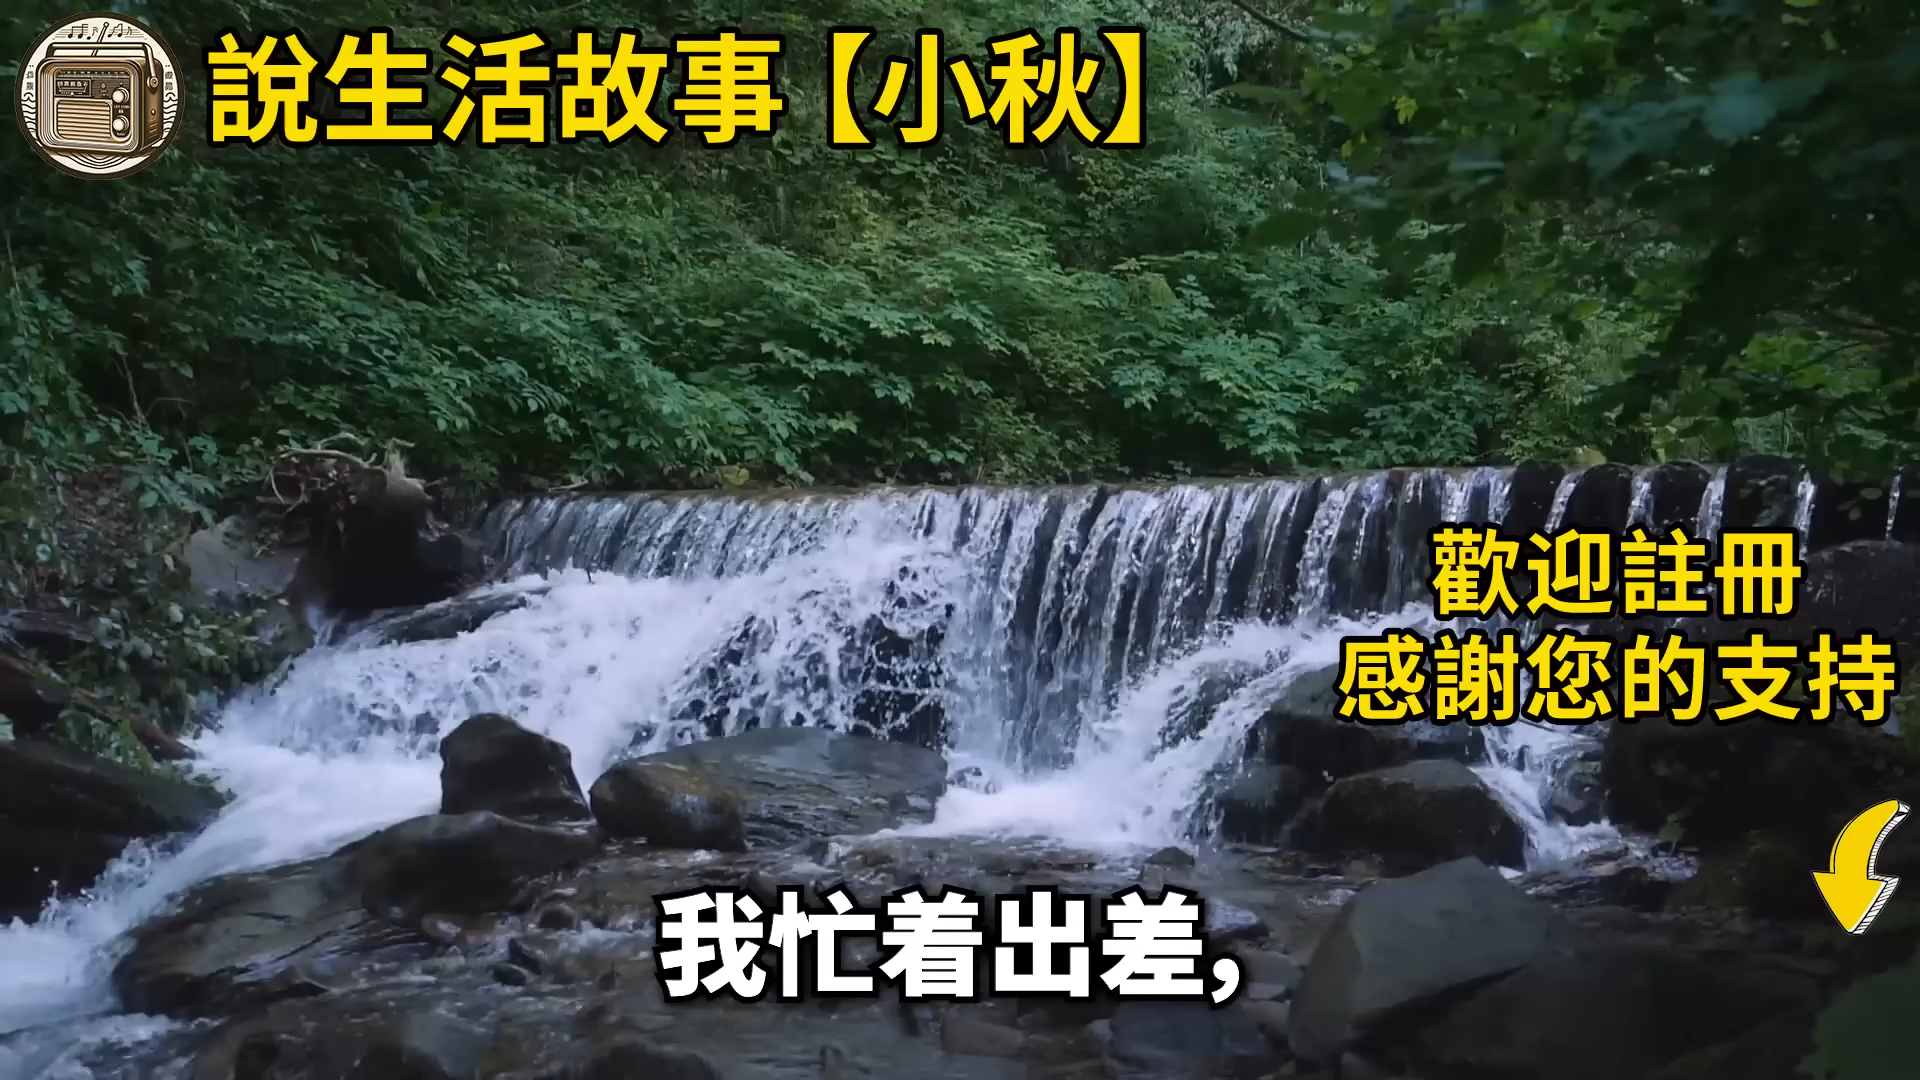 說生活故事【小秋】
歡迎註冊
感謝您的支持
我忙着出差,